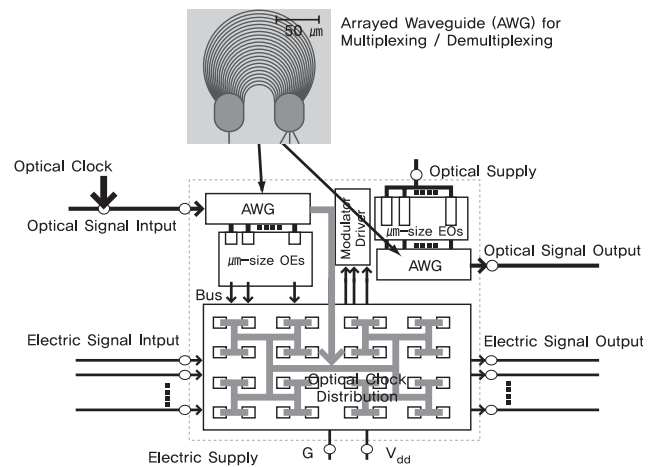 Arrayed Waveguide (AWG) for
Multiplexing / Demultiplexing
50 μm
Optical Clock
Optical Supply
Optical Signal Intput
AWG
Modulator
Driver
μm-size EOs
μm-size OEs
AWG
Optical Signal Output
Bus
Electric Signal Intput
Electric Signal Output
Optical Clock
Distribution
Electric Supply
G
Vdd